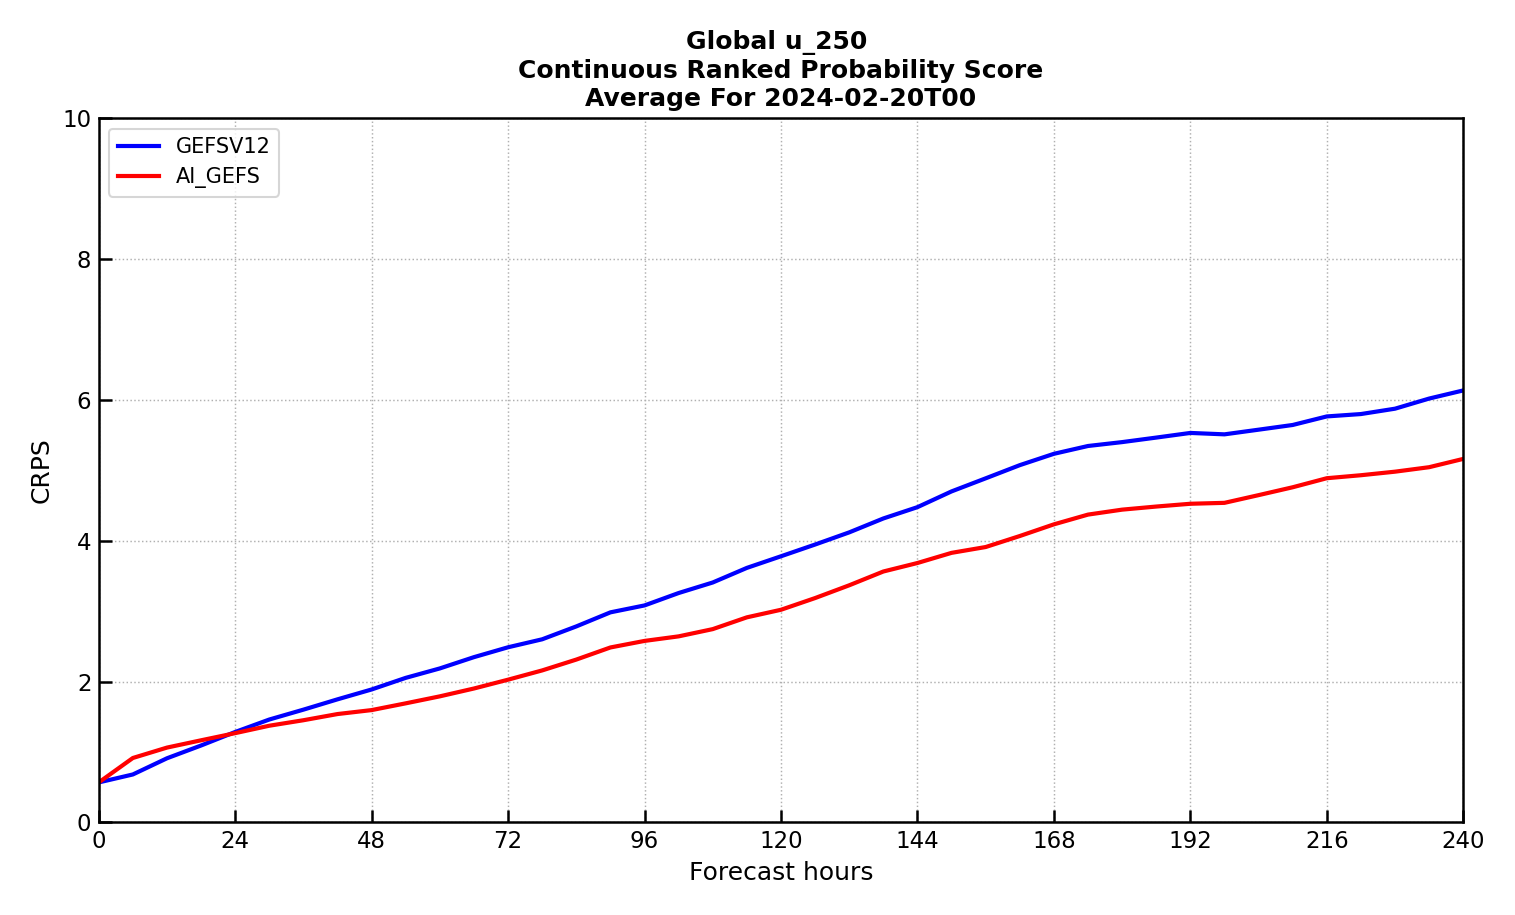 Global u_250
Continuous Ranked Probability Score
Average For 2024-02-20T00
GEFSV12
AI_GEFS
10
8
6
4
2
0
CRPS
0 24 48 72 96 120 144 168 192 216 240
Forecast hours